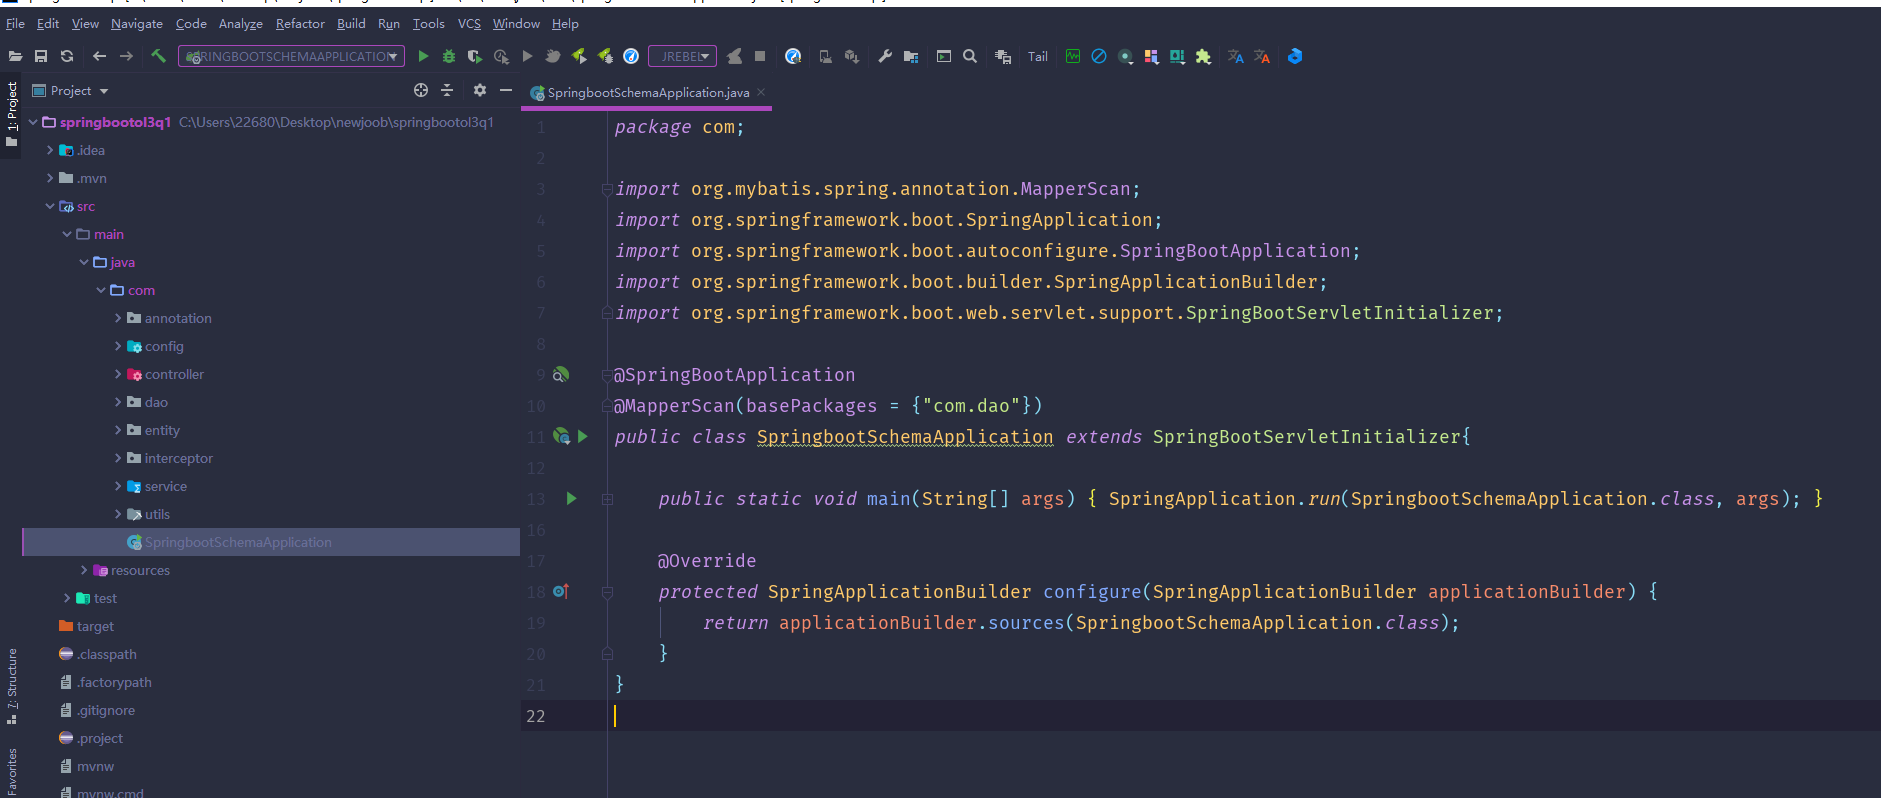 File Edit View Navigate Code Analyze Refactor Build Run Tools VCS Window Help
SPRINGBOOTSCHEMAAPPLICATION JREBEL Tail
1: Project
Project
SpringbootSchemaApplication.java
springbootol3q1 C:\Users\22680\Desktop\newjoob\springbootol3q1
.idea
.mvn
src
main
java
com
annotation
config
controller
dao
entity
interceptor
service
utils
SpringbootSchemaApplication
resources
test
target
.classpath
.factorypath
.gitignore
.project
mvnw
mvnw.cmd
7: Structure
Favorites
1 package com;
2
3 import org.mybatis.spring.annotation.MapperScan;
4 import org.springframework.boot.SpringApplication;
5 import org.springframework.boot.autoconfigure.SpringBootApplication;
6 import org.springframework.boot.builder.SpringApplicationBuilder;
7 import org.springframework.boot.web.servlet.support.SpringBootServletInitializer;
8
9 @SpringBootApplication
10 @MapperScan(basePackages = {"com.dao"})
11 public class SpringbootSchemaApplication extends SpringBootServletInitializer{
12
13 public static void main(String[] args) { SpringApplication.run(SpringbootSchemaApplication.class, args); }
16
17 @Override
18 protected SpringApplicationBuilder configure(SpringApplicationBuilder applicationBuilder) {
19 return applicationBuilder.sources(SpringbootSchemaApplication.class);
20 }
21 }
22